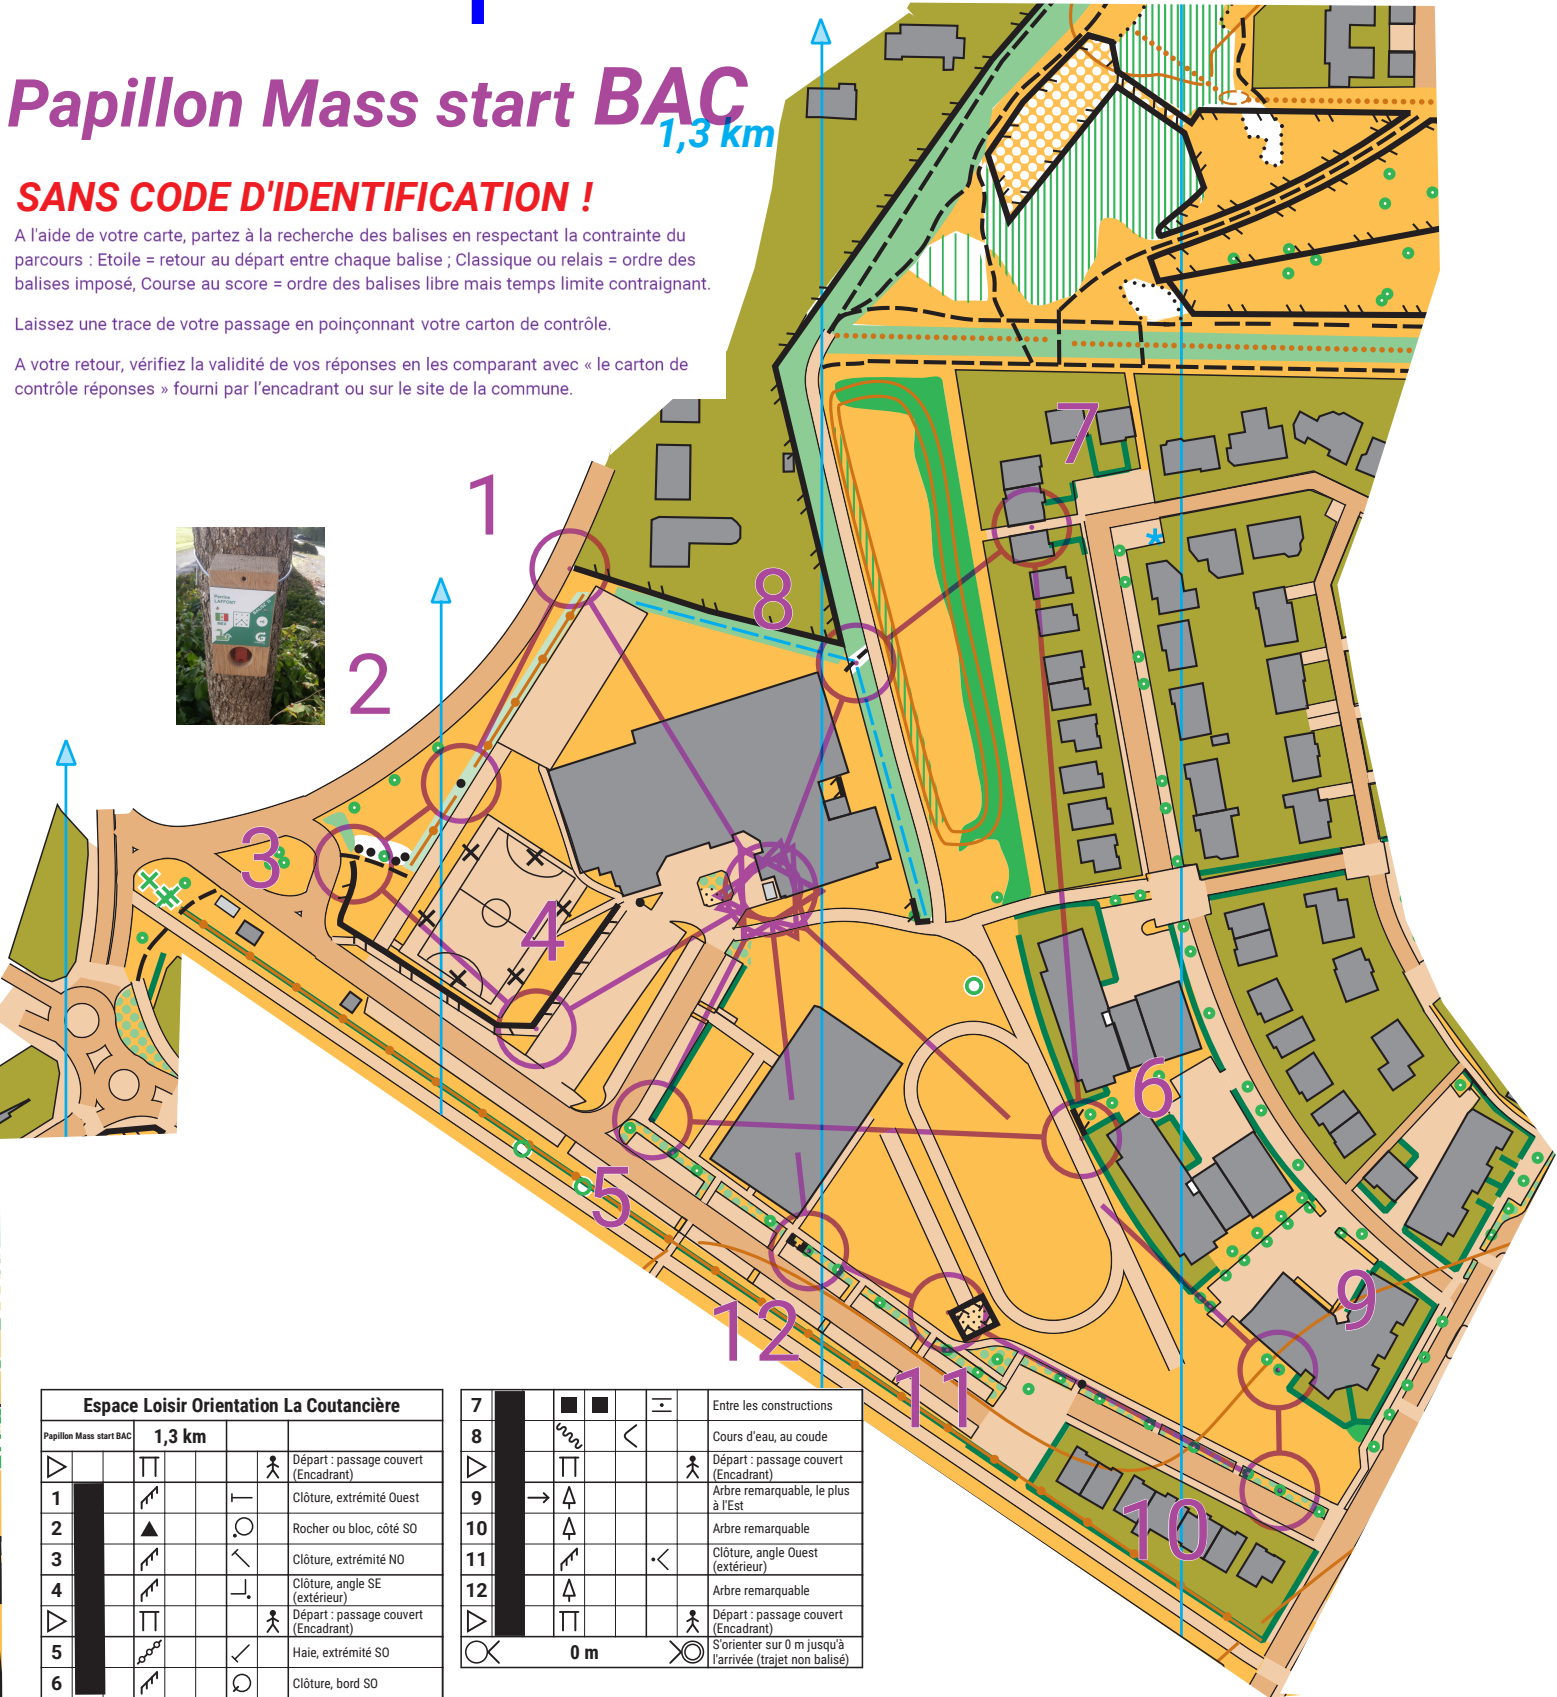 Papillon Mass start BAC
1,3 km
SANS CODE D'IDENTIFICATION !
A l'aide de votre carte, partez à la recherche des balises en respectant la contrainte du
parcours : Etoile = retour au départ entre chaque balise ; Classique ou relais = ordre des
balises imposé, Course au score = ordre des balises libre mais temps limite contraignant.
Laissez une trace de votre passage en poinçonnant votre carton de contrôle.
A votre retour, vérifiez la validité de vos réponses en les comparant avec « le carton de
contrôle réponses » fourni par l'encadrant ou sur le site de la commune.
7
1
8
2
3
4
6
5
9
12
11
10
Espace Loisir Orientation La Coutancière
Papillon Mass start BAC 1,3 km
Départ : passage couvert
(Encadrant)
1 Clôture, extrémité Ouest
2 Rocher ou bloc, côté SO
3 Clôture, extrémité NO
4 Clôture, angle SE
(extérieur)
Départ : passage couvert
(Encadrant)
5 Haie, extrémité SO
6 Clôture, bord SO
7 Entre les constructions
8 Cours d'eau, au coude
Départ : passage couvert
(Encadrant)
9 Arbre remarquable, le plus
à l'Est
10 Arbre remarquable
11 Clôture, angle Ouest
(extérieur)
12 Arbre remarquable
Départ : passage couvert
(Encadrant)
0 m S'orienter sur 0 m jusqu'à
l'arrivée (trajet non balisé)